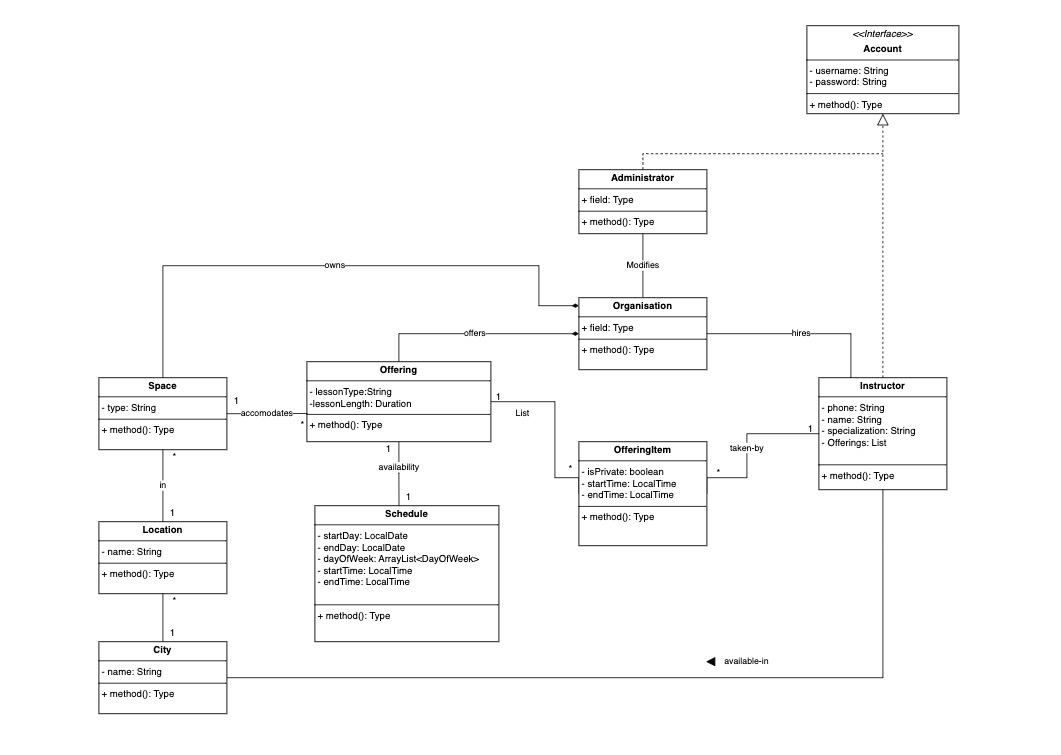 <<Interface>>
Account
- username: String
- password: String
+ method(): Type
Administrator
+ field: Type
+ method(): Type
Modifies
owns
Organisation
+ field: Type
+ method(): Type
offers
hires
Offering
- lessonType:String
-lessonLength: Duration
+ method(): Type
Space
- type: String
+ method(): Type
1
accomodates
*
1
List
*
Instructor
- phone: String
- name: String
- specialization: String
- Offerings: List
+ method(): Type
1
taken-by
*
OfferingItem
- isPrivate: boolean
- startTime: LocalTime
- endTime: LocalTime
+ method(): Type
1
availability
1
*
in
1
Schedule
- startDay: LocalDate
- endDay: LocalDate
- dayOfWeek: ArrayList<DayOfWeek>
- startTime: LocalTime
- endTime: LocalTime
+ method(): Type
Location
- name: String
+ method(): Type
*
1
City
- name: String
+ method(): Type
available-in